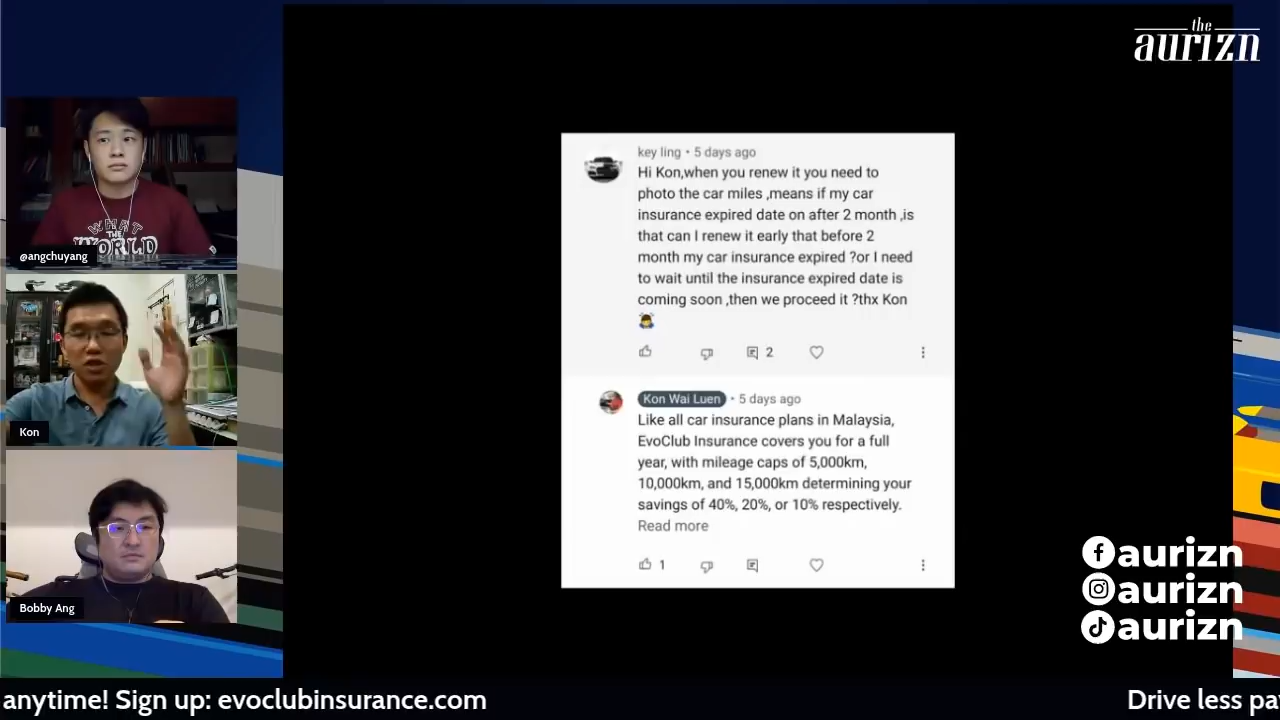 the
aurizn
WHAT
THE
WORLD
@angchuyang
Kon
Bobby Ang
key ling • 5 days ago
Hi Kon,when you renew it you need to
photo the car miles ,means if my car
insurance expired date on after 2 month ,is
that can I renew it early that before 2
month my car insurance expired ?or I need
to wait until the insurance expired date is
coming soon ,then we proceed it ?thx Kon
2
Kon Wai Luen • 5 days ago
Like all car insurance plans in Malaysia,
EvoClub Insurance covers you for a full
year, with mileage caps of 5,000km,
10,000km, and 15,000km determining your
savings of 40%, 20%, or 10% respectively.
Read more
1
aurizn
aurizn
aurizn
anytime! Sign up: evoclubinsurance.com
Drive less pa